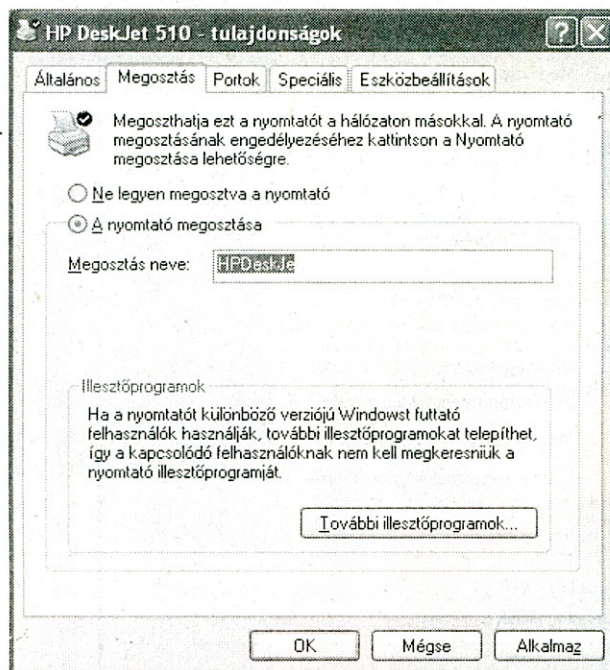 HP DeskJet 510 - tulajdonságok
Általános Megosztás Portok Speciális Eszközbeállítások
Megoszthatja ezt a nyomtatót a hálózaton másokkal. A nyomtató
megosztásának engedélyezéséhez kattintson a Nyomtató
megosztása lehetőségre.
Ne legyen megosztva a nyomtató
A nyomtató megosztása
Megosztás neve: HPDeskJe
Illesztőprogramok
Ha a nyomtatót különböző verziójú Windowst futtató
felhasználók használják, további illesztőprogramokat telepíthet,
így a kapcsolódó felhasználóknak nem kell megkeresniük a
nyomtató illesztőprogramját.
További illesztőprogramok...
OK Mégse Alkalmaz